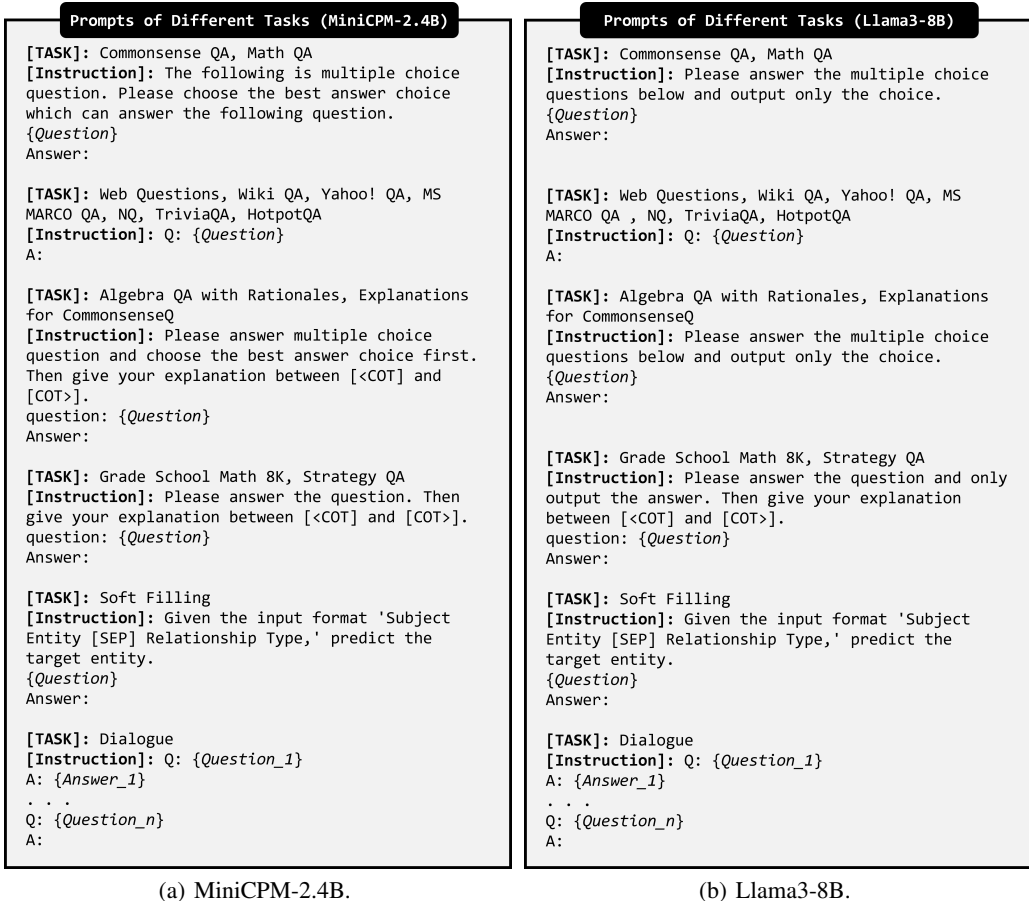 Prompts of Different Tasks (MiniCPM-2.4B)
[TASK]: Commonsense QA, Math QA
[Instruction]: The following is multiple choice
question. Please choose the best answer choice
which can answer the following question.
{Question}
Answer:
[TASK]: Web Questions, Wiki QA, Yahoo! QA, MS
MARCO QA, NQ, TriviaQA, HotpotQA
[Instruction]: Q: {Question}
A:
[TASK]: Algebra QA with Rationales, Explanations
for CommonsenseQ
[Instruction]: Please answer multiple choice
question and choose the best answer choice first.
Then give your explanation between [<COT] and
[COT>].
question: {Question}
Answer:
[TASK]: Grade School Math 8K, Strategy QA
[Instruction]: Please answer the question. Then
give your explanation between [<COT] and [COT>].
question: {Question}
Answer:
[TASK]: Soft Filling
[Instruction]: Given the input format 'Subject
Entity [SEP] Relationship Type,' predict the
target entity.
{Question}
Answer:
[TASK]: Dialogue
[Instruction]: Q: {Question_1}
A: {Answer_1}
. . .
Q: {Question_n}
A:
(a) MiniCPM-2.4B.
Prompts of Different Tasks (Llama3-8B)
[TASK]: Commonsense QA, Math QA
[Instruction]: Please answer the multiple choice
questions below and output only the choice.
{Question}
Answer:
[TASK]: Web Questions, Wiki QA, Yahoo! QA, MS
MARCO QA , NQ, TriviaQA, HotpotQA
[Instruction]: Q: {Question}
A:
[TASK]: Algebra QA with Rationales, Explanations
for CommonsenseQ
[Instruction]: Please answer the multiple choice
questions below and output only the choice.
{Question}
Answer:
[TASK]: Grade School Math 8K, Strategy QA
[Instruction]: Please answer the question and only
output the answer. Then give your explanation
between [<COT] and [COT>].
question: {Question}
Answer:
[TASK]: Soft Filling
[Instruction]: Given the input format 'Subject
Entity [SEP] Relationship Type,' predict the
target entity.
{Question}
Answer:
[TASK]: Dialogue
[Instruction]: Q: {Question_1}
A: {Answer_1}
. . .
Q: {Question_n}
A:
(b) Llama3-8B.